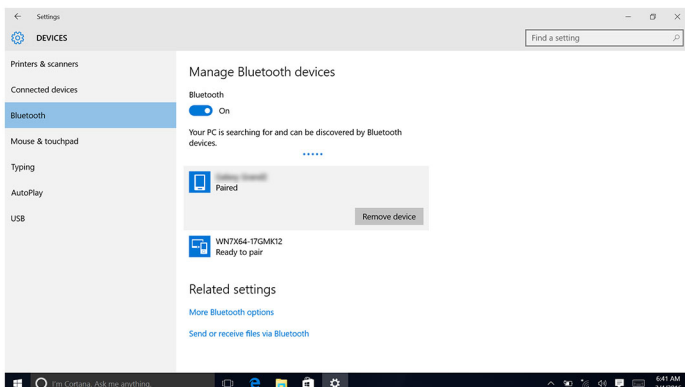 Settings
DEVICES
Find a setting
Printers & scanners
Connected devices
Bluetooth
Mouse & touchpad
Typing
AutoPlay
USB
Manage Bluetooth devices
Bluetooth
On
Your PC is searching for and can be discovered by Bluetooth
devices.
Paired
Remove device
WN7X64-17GMK12
Ready to pair
Related settings
More Bluetooth options
Send or receive files via Bluetooth
I'm Cortana. Ask me anything.
6:41 AM